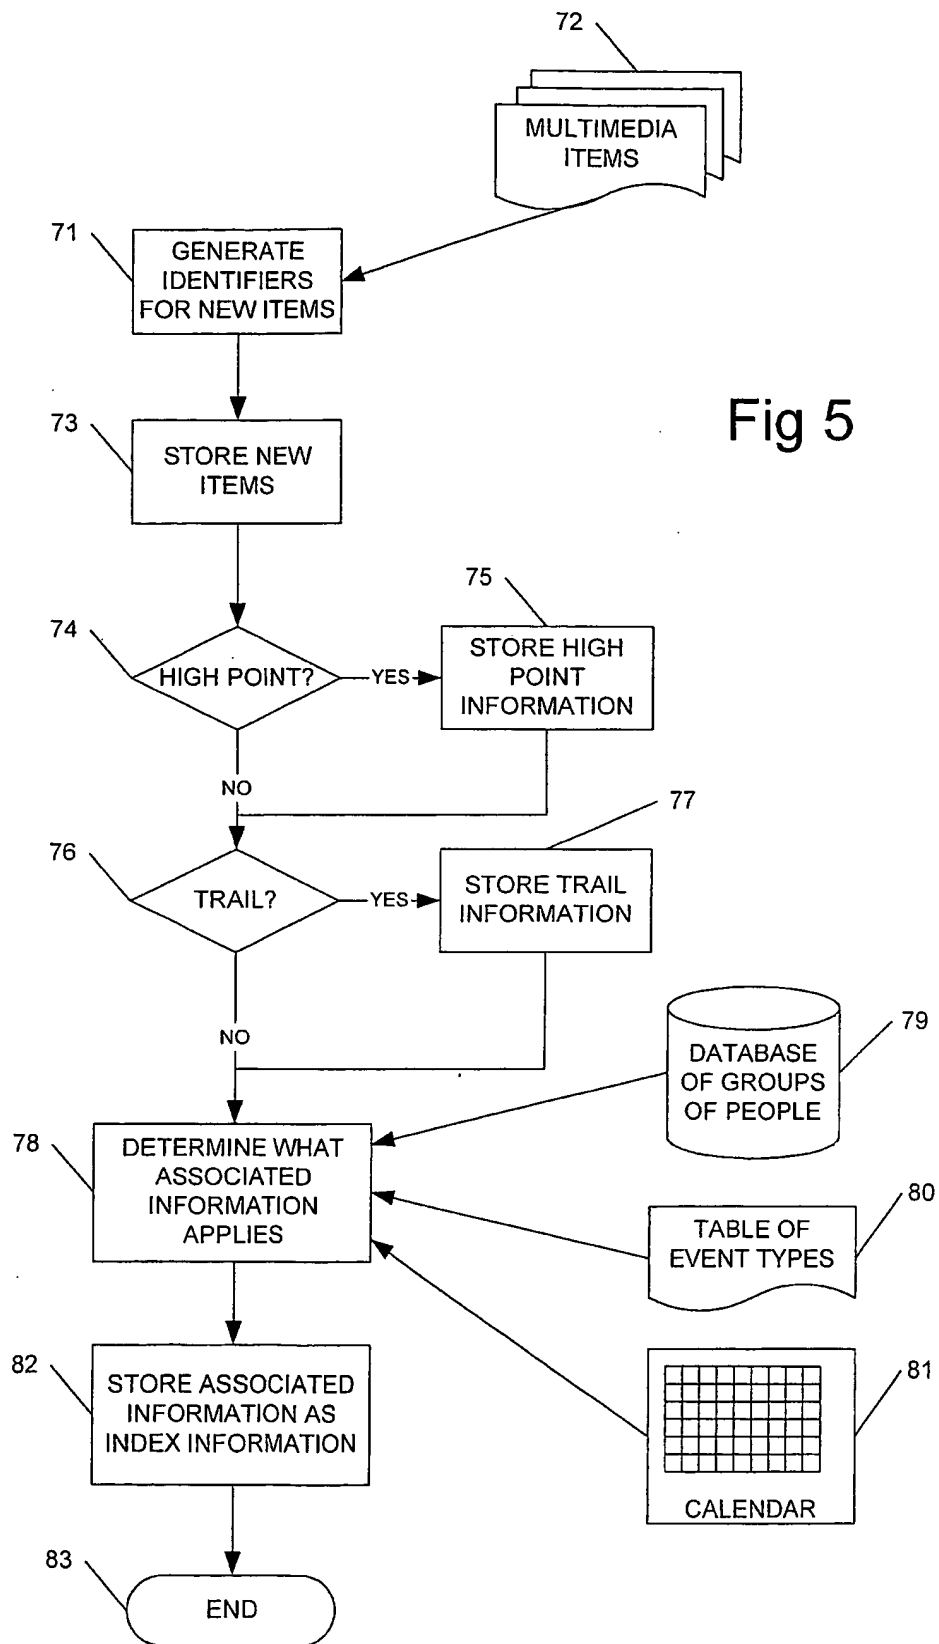 72
MULTIMEDIA
ITEMS
71
GENERATE
IDENTIFIERS
FOR NEW ITEMS
73
STORE NEW
ITEMS
Fig 5
74
HIGH POINT?
YES
75
STORE HIGH
POINT
INFORMATION
NO
76
TRAIL?
YES
77
STORE TRAIL
INFORMATION
NO
78
DETERMINE WHAT
ASSOCIATED
INFORMATION
APPLIES
79
DATABASE
OF GROUPS
OF PEOPLE
80
TABLE OF
EVENT TYPES
81
CALENDAR
82
STORE ASSOCIATED
INFORMATION AS
INDEX INFORMATION
83
END